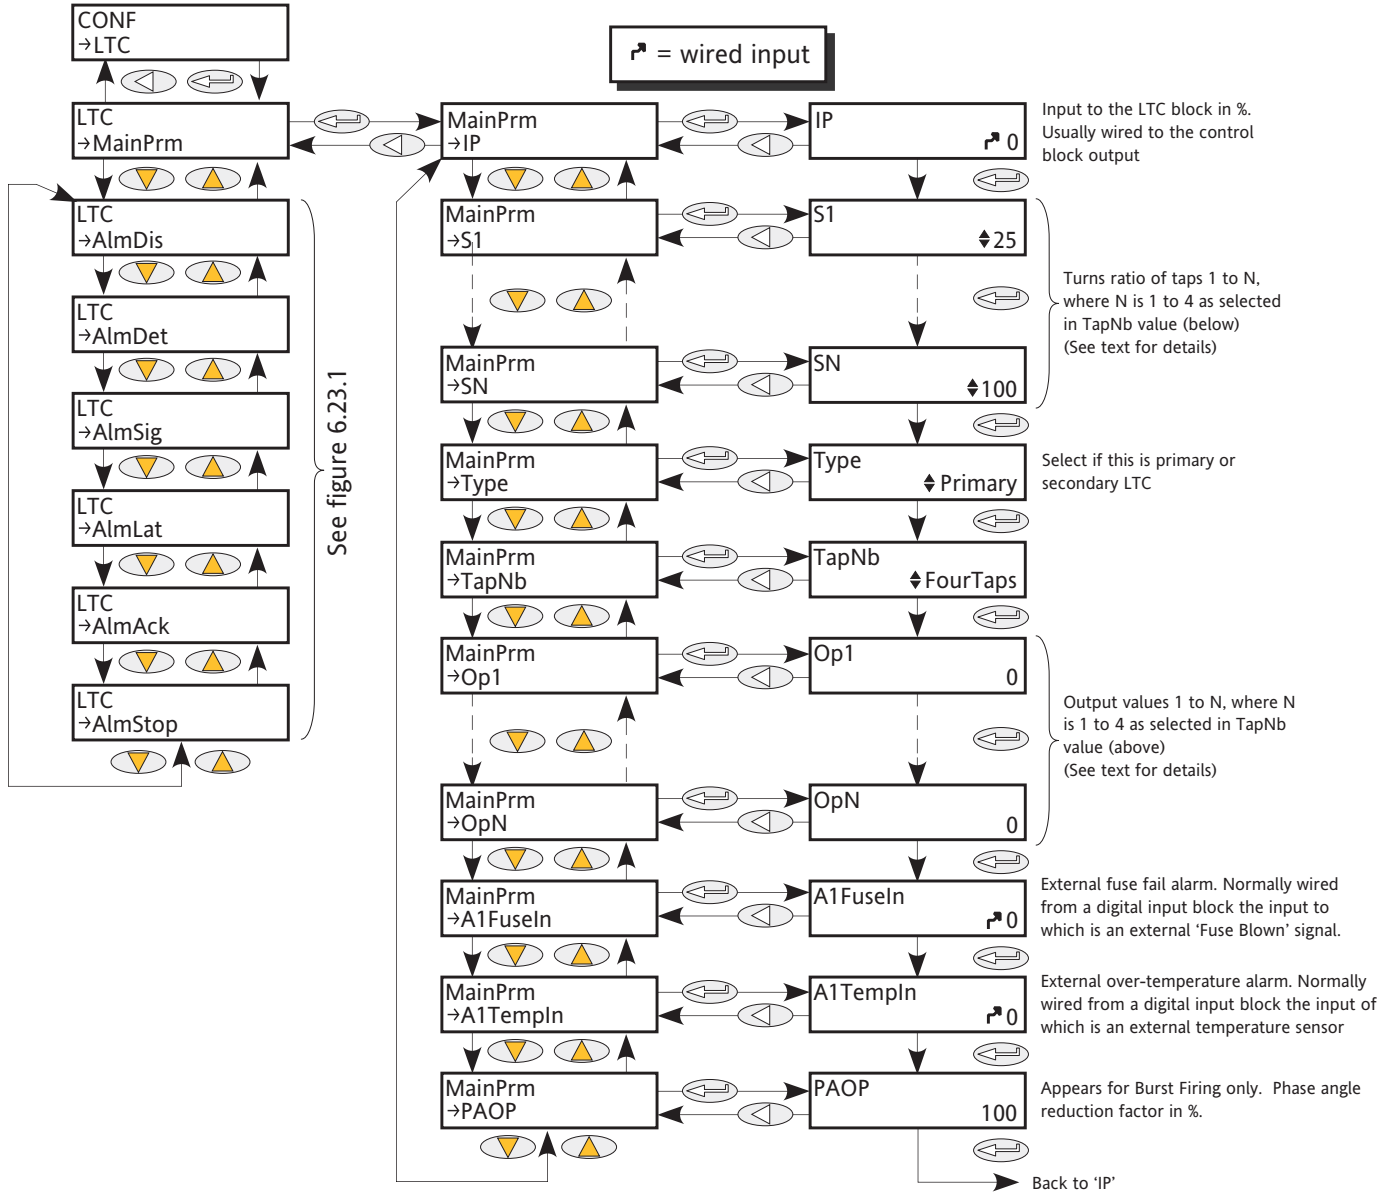 CONF
→LTC
= wired input
LTC
→MainPrm
LTC
→AlmDis
LTC
→AlmDet
LTC
→AlmSig
LTC
→AlmLat
LTC
→AlmAck
LTC
→AlmStop
See figure 6.23.1
MainPrm
→IP
IP
0
Input to the LTC block in %.
Usually wired to the control
block output
MainPrm
→S1
S1
25
Turns ratio of taps 1 to N,
where N is 1 to 4 as selected
in TapNb value (below)
(See text for details)
MainPrm
→SN
SN
100
MainPrm
→Type
Type
Primary
Select if this is primary or
secondary LTC
MainPrm
→TapNb
TapNb
FourTaps
MainPrm
→Op1
Op1
0
Output values 1 to N, where N
is 1 to 4 as selected in TapNb
value (above)
(See text for details)
MainPrm
→OpN
OpN
0
MainPrm
→A1FuseIn
A1FuseIn
0
External fuse fail alarm. Normally wired
from a digital input block the input to
which is an external ‘Fuse Blown’ signal.
MainPrm
→A1TempIn
A1TempIn
0
External over-temperature alarm. Normally
wired from a digital input block the input of
which is an external temperature sensor
MainPrm
→PAOP
PAOP
100
Appears for Burst Firing only. Phase angle
reduction factor in %.
Back to ‘IP’